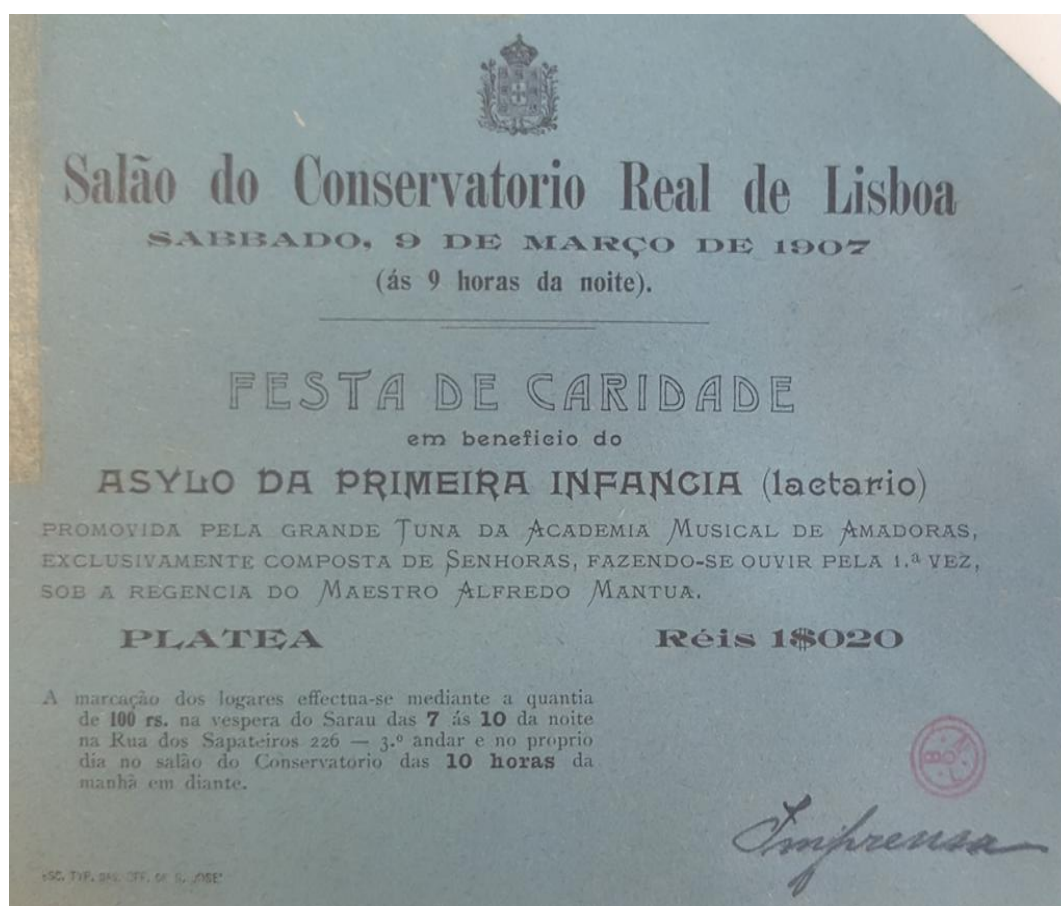 Salão do Conservatorio Real de Lisboa
SABBADO, 9 DE MARÇO DE 1907
(ás 9 horas da noite).
FESTA DE CARIDADE
em beneficio do
ASYLO DA PRIMEIRA INFANCIA (lactario)
PROMOVIDA PELA GRANDE TUNA DA ACADEMIA MUSICAL DE AMADORAS,
EXCLUSIVAMENTE COMPOSTA DE SENHORAS, FAZENDO-SE OUVIR PELA 1.ª VEZ,
SOB A REGENCIA DO MAESTRO ALFREDO MANTUA.
PLATEA Réis 1$020
A marcação dos logares effectua-se mediante a quantia
de 100 rs. na vespera do Sarau das 7 ás 10 da noite
na Rua dos Sapateiros 226 — 3.º andar e no proprio
dia no salão do Conservatorio das 10 horas da
manhã em diante.
Imprensa
TYP. OFF. S. JOSÉ